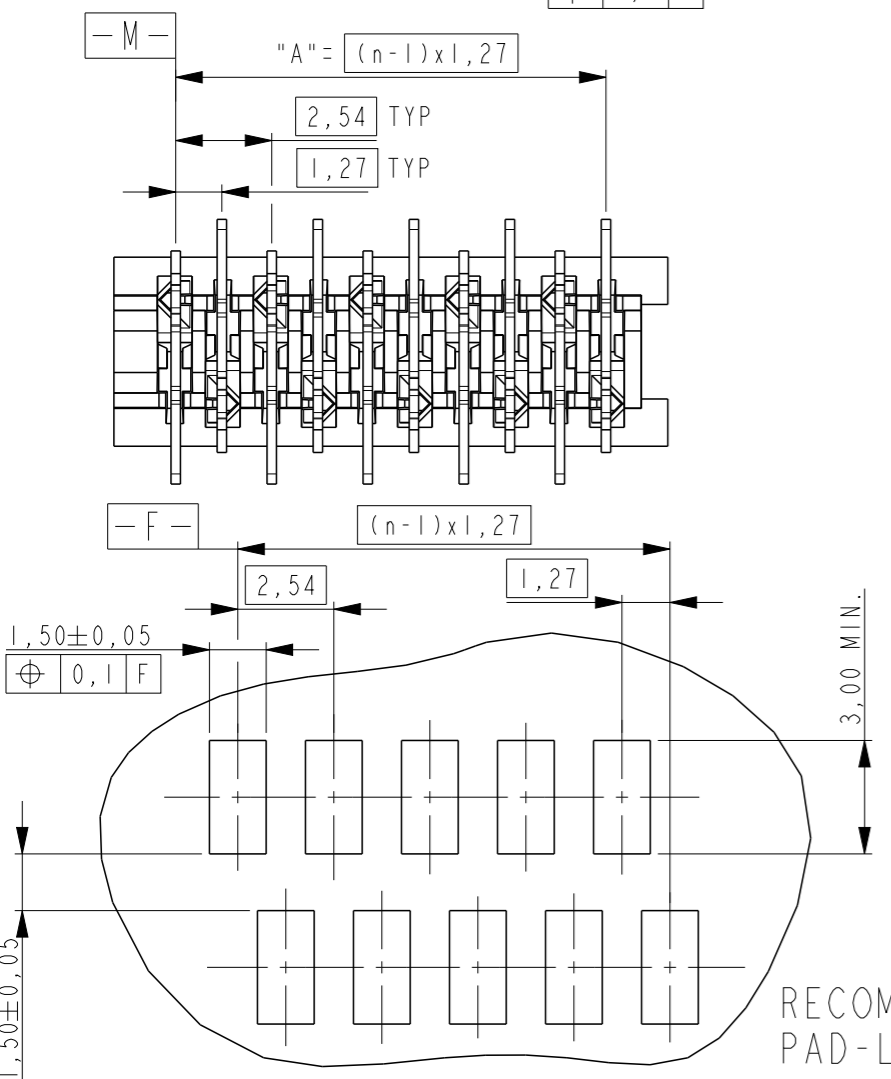 -M-
"A"= (n-1)x1,27
2,54 TYP
1,27 TYP
-F-
(n-1)x1,27
2,54
1,27
1,50±0,05
⌖ 0,1 F
3,00 MIN.
1,50±0,05
RECOM
PAD-L